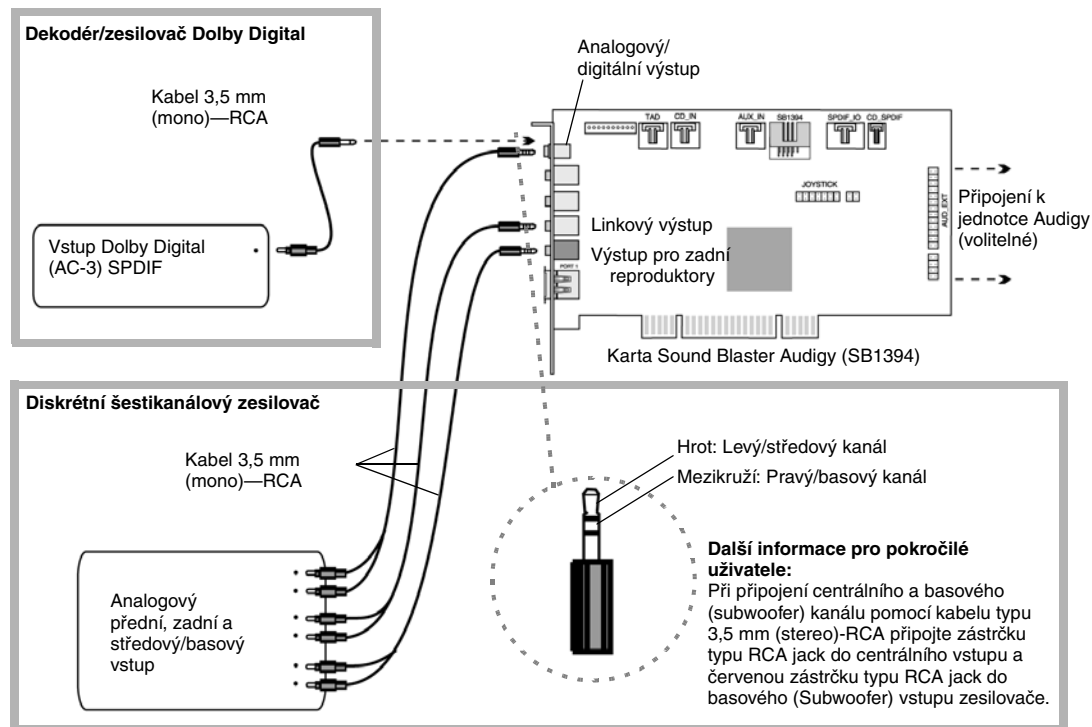 Dekodér/zesilovač Dolby Digital
Kabel 3,5 mm
(mono)—RCA
Vstup Dolby Digital
(AC-3) SPDIF
Analogový/
digitální výstup
TAD
CD_IN
AUX_IN
SB1394
SPDIF_IO
CD_SPDIF
JOYSTICK
AUD_EXT
Linkový výstup
Výstup pro zadní
reproduktory
PORT 1
Připojení k
jednotce Audigy
(volitelné)
Karta Sound Blaster Audigy (SB1394)
Diskrétní šestikanálový zesilovač
Kabel 3,5 mm
(mono)—RCA
Analogový
přední, zadní a
středový/basový
vstup
Hrot: Levý/středový kanál
Mezikruží: Pravý/basový kanál
Další informace pro pokročilé
uživatele:
Při připojení centrálního a basového
(subwoofer) kanálu pomocí kabelu typu
3,5 mm (stereo)-RCA připojte zástrčku
typu RCA jack do centrálního vstupu a
červenou zástrčku typu RCA jack do
basového (Subwoofer) vstupu zesilovače.